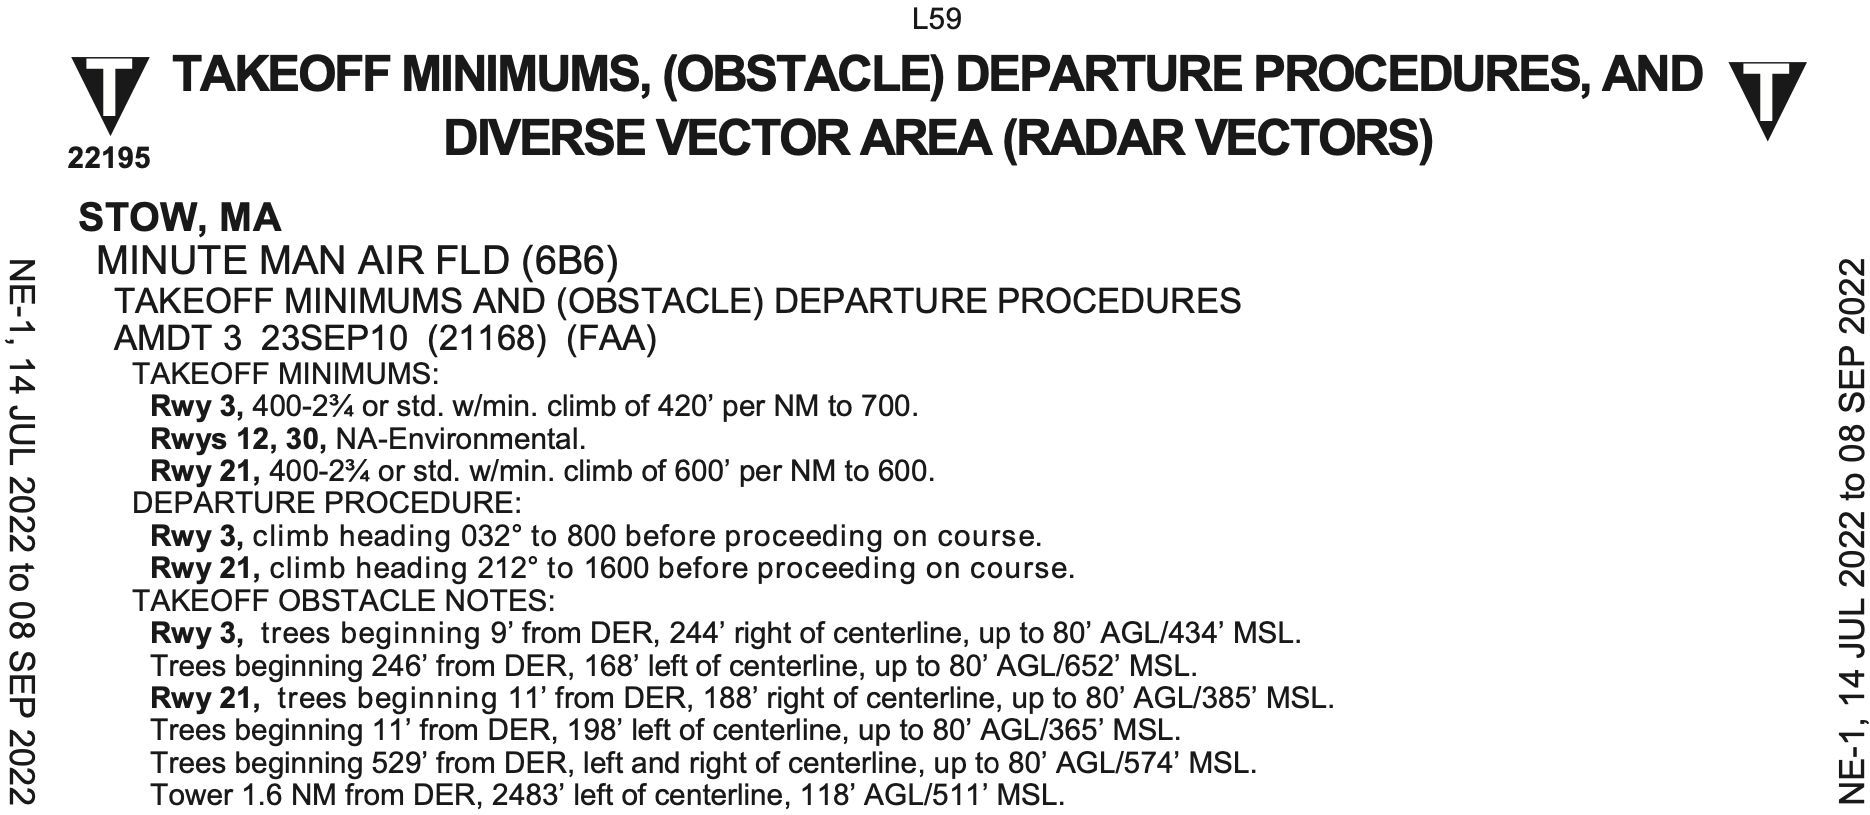 L59
T TAKEOFF MINIMUMS, (OBSTACLE) DEPARTURE PROCEDURES, AND T
DIVERSE VECTOR AREA (RADAR VECTORS)
22195
STOW, MA
MINUTE MAN AIR FLD (6B6)
TAKEOFF MINIMUMS AND (OBSTACLE) DEPARTURE PROCEDURES
AMDT 3 23SEP10 (21168) (FAA)
TAKEOFF MINIMUMS:
Rwy 3, 400-2¾ or std. w/min. climb of 420’ per NM to 700.
Rwys 12, 30, NA-Environmental.
Rwy 21, 400-2¾ or std. w/min. climb of 600’ per NM to 600.
DEPARTURE PROCEDURE:
Rwy 3, climb heading 032° to 800 before proceeding on course.
Rwy 21, climb heading 212° to 1600 before proceeding on course.
TAKEOFF OBSTACLE NOTES:
Rwy 3, trees beginning 9’ from DER, 244’ right of centerline, up to 80’ AGL/434’ MSL.
Trees beginning 246’ from DER, 168’ left of centerline, up to 80’ AGL/652’ MSL.
Rwy 21, trees beginning 11’ from DER, 188’ right of centerline, up to 80’ AGL/385’ MSL.
Trees beginning 11’ from DER, 198’ left of centerline, up to 80’ AGL/365’ MSL.
Trees beginning 529’ from DER, left and right of centerline, up to 80’ AGL/574’ MSL.
Tower 1.6 NM from DER, 2483’ left of centerline, 118’ AGL/511’ MSL.
NE-1, 14 JUL 2022 to 08 SEP 2022
NE-1, 14 JUL 2022 to 08 SEP 2022